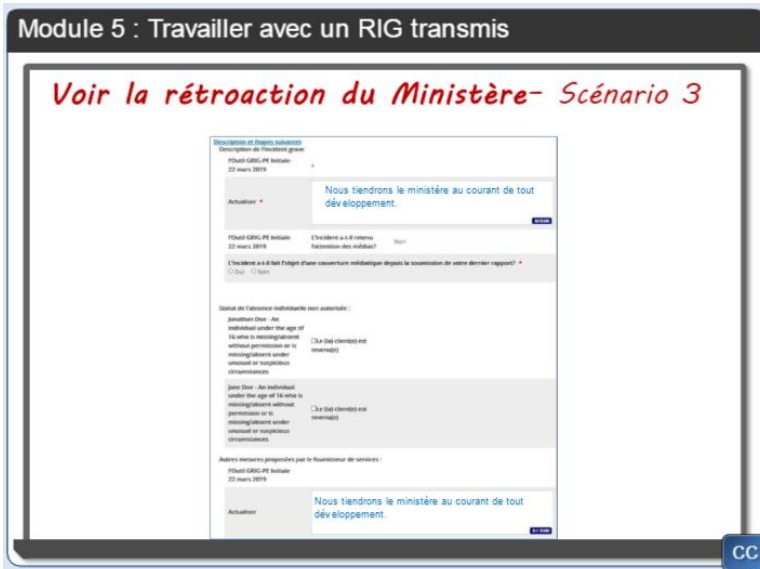 Module 5 : Travailler avec un RIG transmis
Voir la rétroaction du Ministère- Scénario 3
Description et Étapes suivantes
Description de l'incident grave
l'Outil GRIG-PE Initiale
22 mars 2019
Actualiser *
Nous tiendrons le ministère au courant de tout
développement.
l'Outil GRIG-PE Initiale
22 mars 2019
L'incident a-t-il retenu
l'attention des médias?
Non
L'incident a-t-il fait l'objet d'une couverture médiatique depuis la soumission de votre dernier rapport? *
Oui Non
Statut de l'absence individuelle non autorisée :
Jonathan Doe - An
individual under the age of
16 who is missing/absent
without permission or is
missing/absent under
unusual or suspicious
circumstances
Le (la) client(e) est
revenu(e)
Jane Doe - An individual
under the age of 16 who is
missing/absent without
permission or is
missing/absent under
unusual or suspicious
circumstances
Le (la) client(e) est
revenu(e)
Autres mesures proposées par le fournisseur de services :
l'Outil GRIG-PE Initiale
22 mars 2019
Actualiser
Nous tiendrons le ministère au courant de tout
développement.
CC